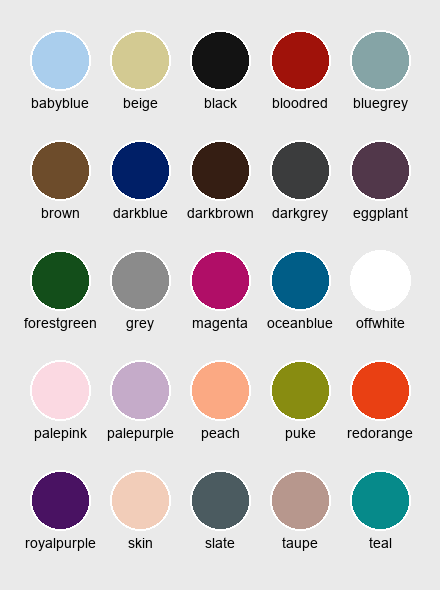 babyblue beige black bloodred bluegrey
brown darkblue darkbrown darkgrey eggplant
forestgreen grey magenta oceanblue offwhite
palepink palepurple peach puke redorange
royalpurple skin slate taupe teal